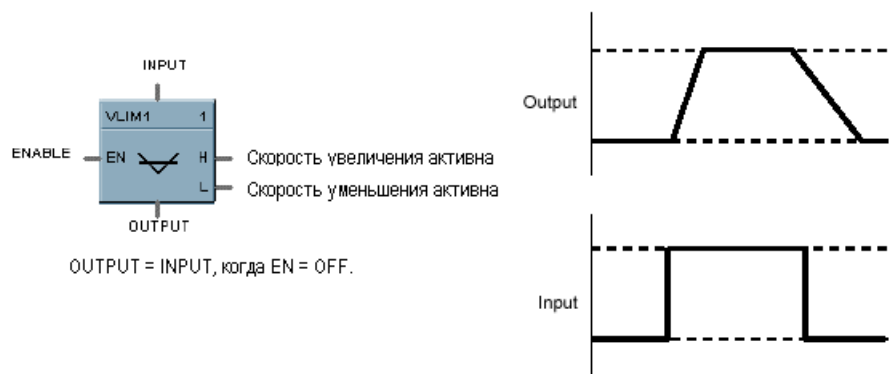 INPUT
VLIM1 1
ENABLE
EN
H
Скорость увеличения активна
L
Скорость уменьшения активна
OUTPUT
OUTPUT = INPUT, когда EN = OFF.
Output
Input